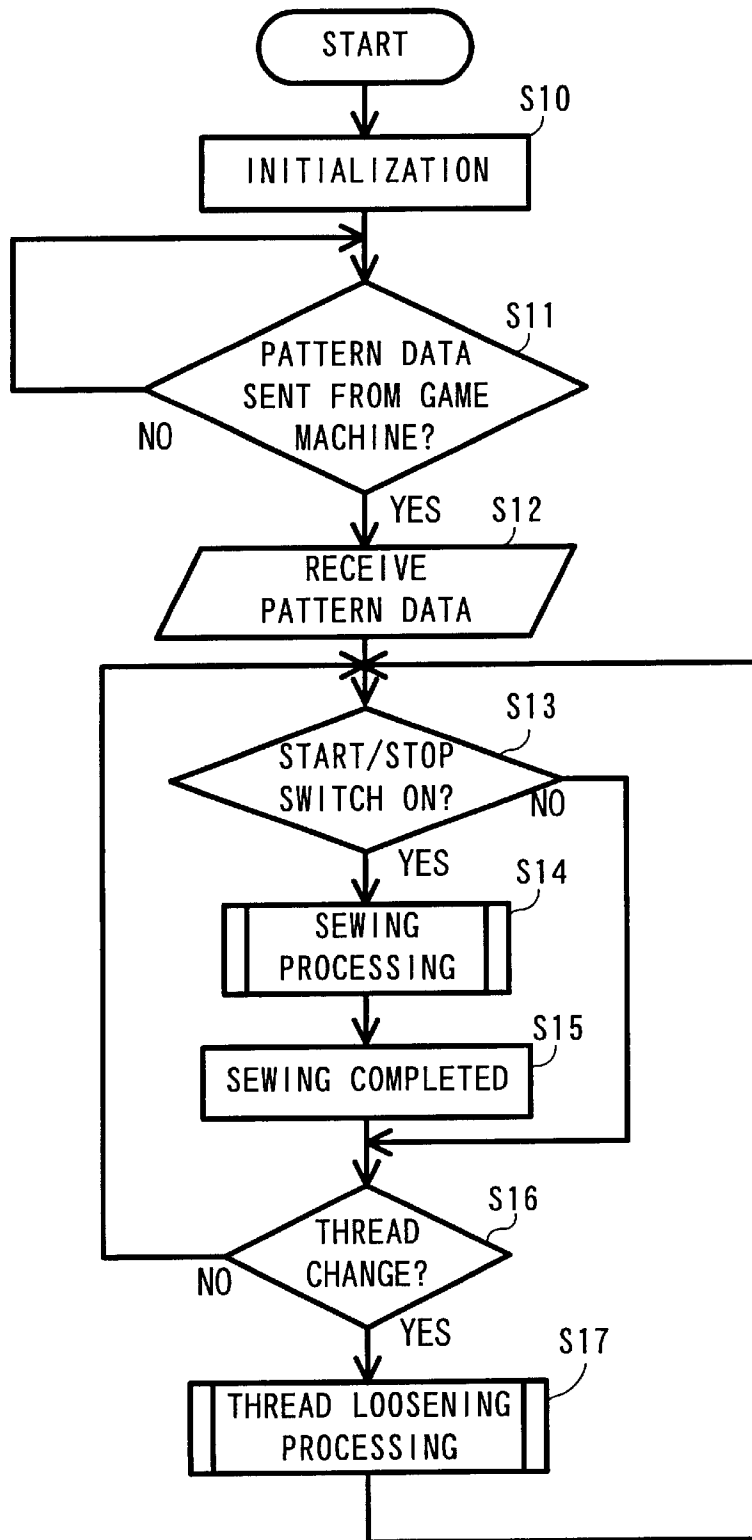 START
S10
INITIALIZATION
S11
PATTERN DATA
SENT FROM GAME
MACHINE?
NO
YES
S12
RECEIVE
PATTERN DATA
S13
START/STOP
SWITCH ON?
NO
YES
S14
SEWING
PROCESSING
S15
SEWING COMPLETED
S16
THREAD
CHANGE?
NO
YES
S17
THREAD LOOSENING
PROCESSING